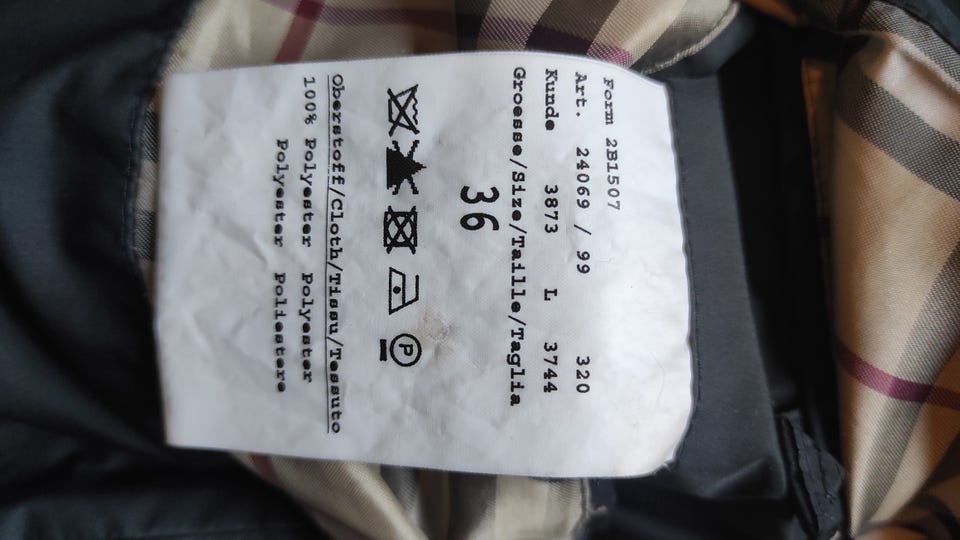 Form 2B1507
Art. 24069 / 99 320
Kunde 3873 L 3744
Groesse/Size/Taille/Taglia
36
P
Oberstoff/Cloth/Tissu/Tessuto
100% Polyester Polyester
Polyester Poliestere